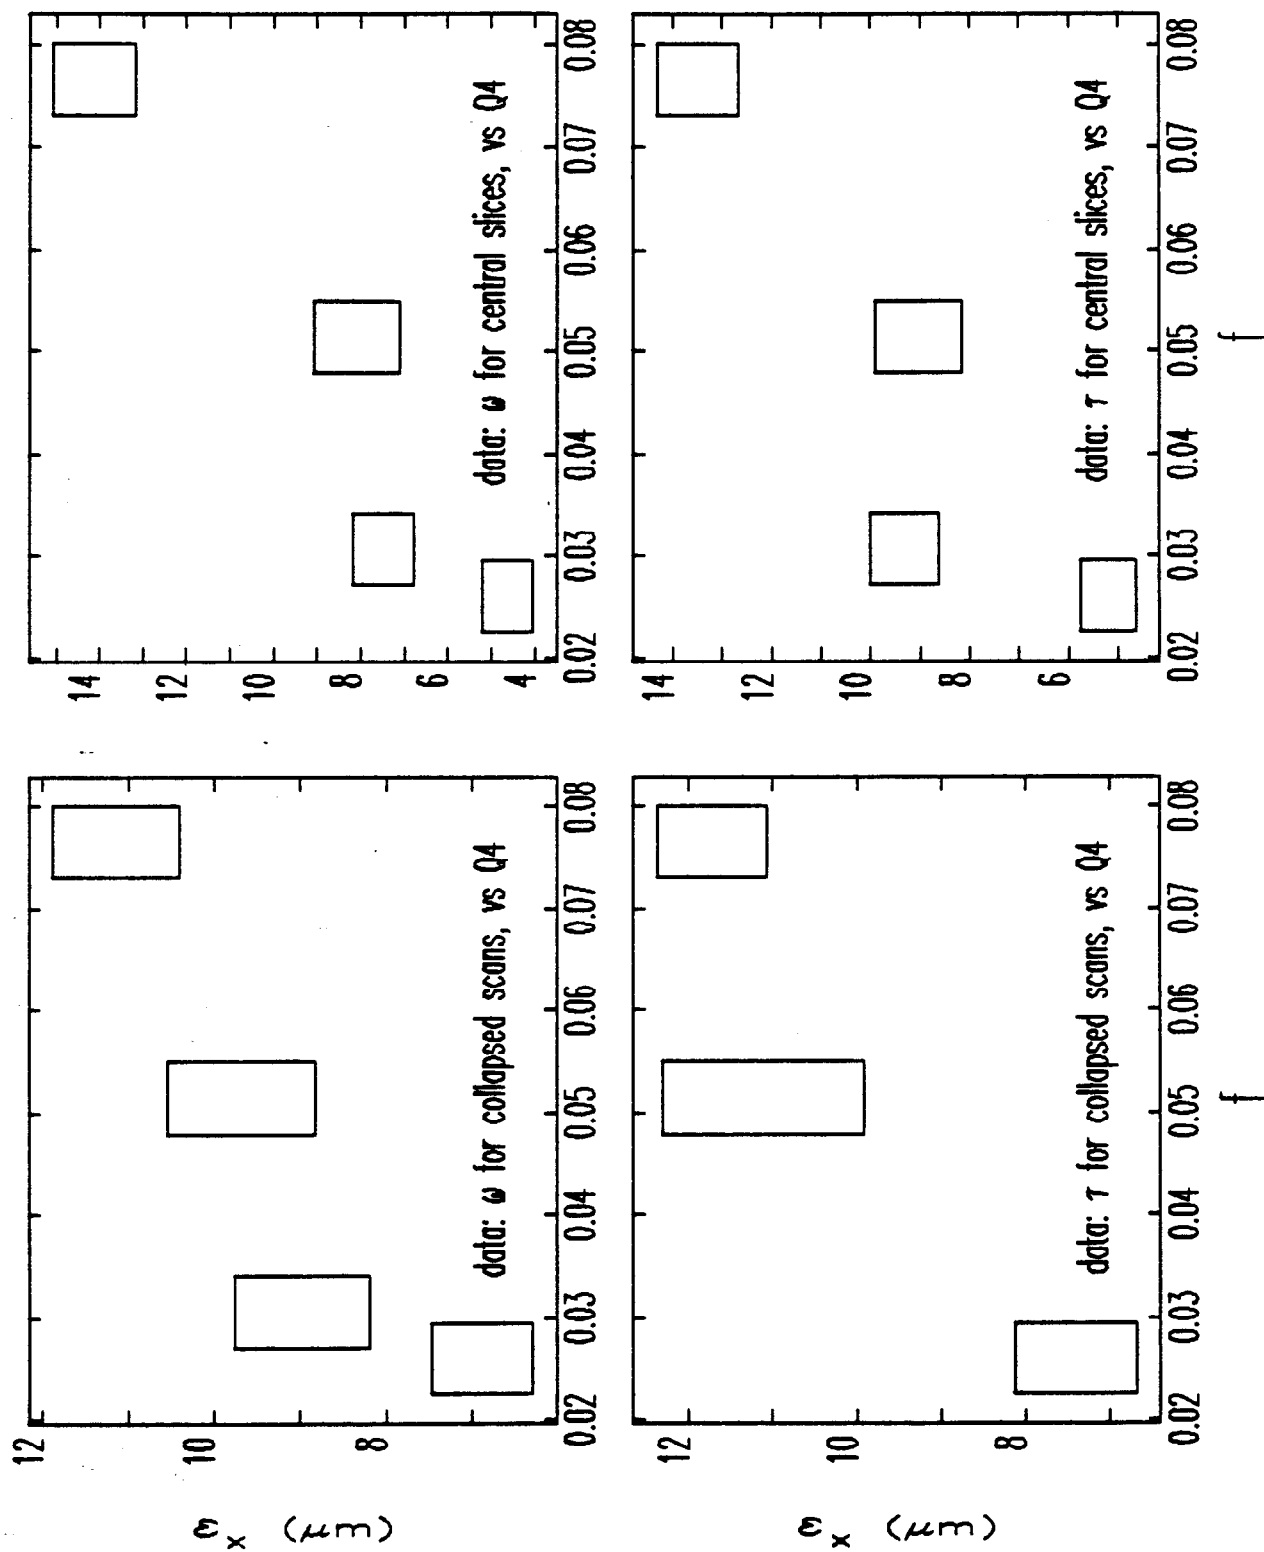 ε_x (μm)
12
10
8
data: ω for collapsed scans, vs Q4
0.02 0.03 0.04 0.05 0.06 0.07 0.08
14
12
10
8
6
4
data: ω for central slices, vs Q4
0.02 0.03 0.04 0.05 0.06 0.07 0.08
ε_x (μm)
12
10
8
data: τ for collapsed scans, vs Q4
0.02 0.03 0.04 0.05 0.06 0.07 0.08
f
14
12
10
8
6
data: τ for central slices, vs Q4
0.02 0.03 0.04 0.05 0.06 0.07 0.08
f